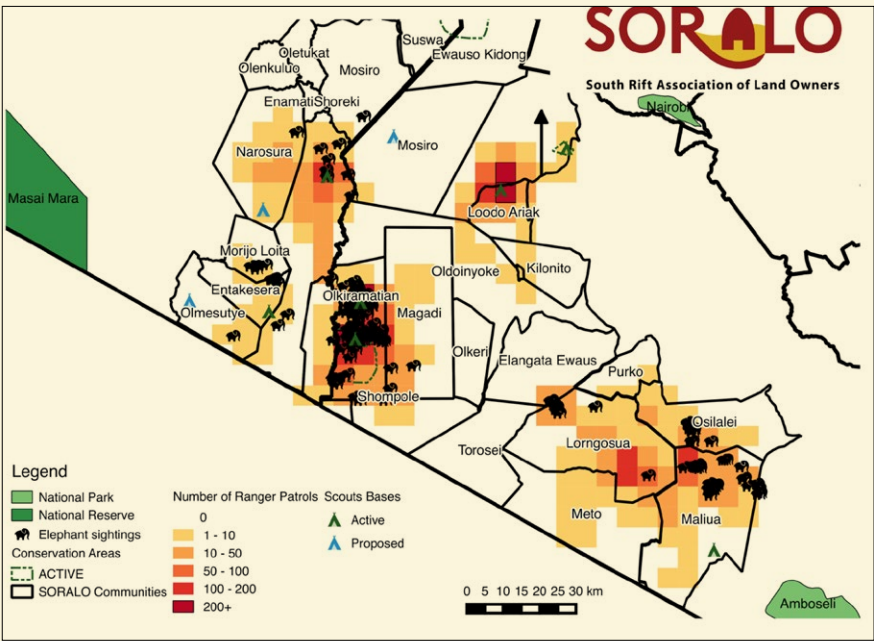 SORALO
South Rift Association of Land Owners
Suswa
Ewauso Kidong
Oletukat
Olenkuluo
Mosiro
Nairobi
EnamatiShoreki
Mosiro
Narosura
Masai Mara
Loodo Ariak
Morijo Loita
Oldoinyoke
Kilonito
Entakesera
Olkiramatian
Olmesutye
Magadi
Olkeri
Elangata Ewaus
Purko
Shompole
Osilalei
Torosei
Lorngosua
Meto
Maliua
Amboseli
Legend
National Park
National Reserve
Elephant sightings
Conservation Areas
ACTIVE
SORALO Communities
Number of Ranger Patrols
0
1 - 10
10 - 50
50 - 100
100 - 200
200+
Scouts Bases
Active
Proposed
0 5 10 15 20 25 30 km